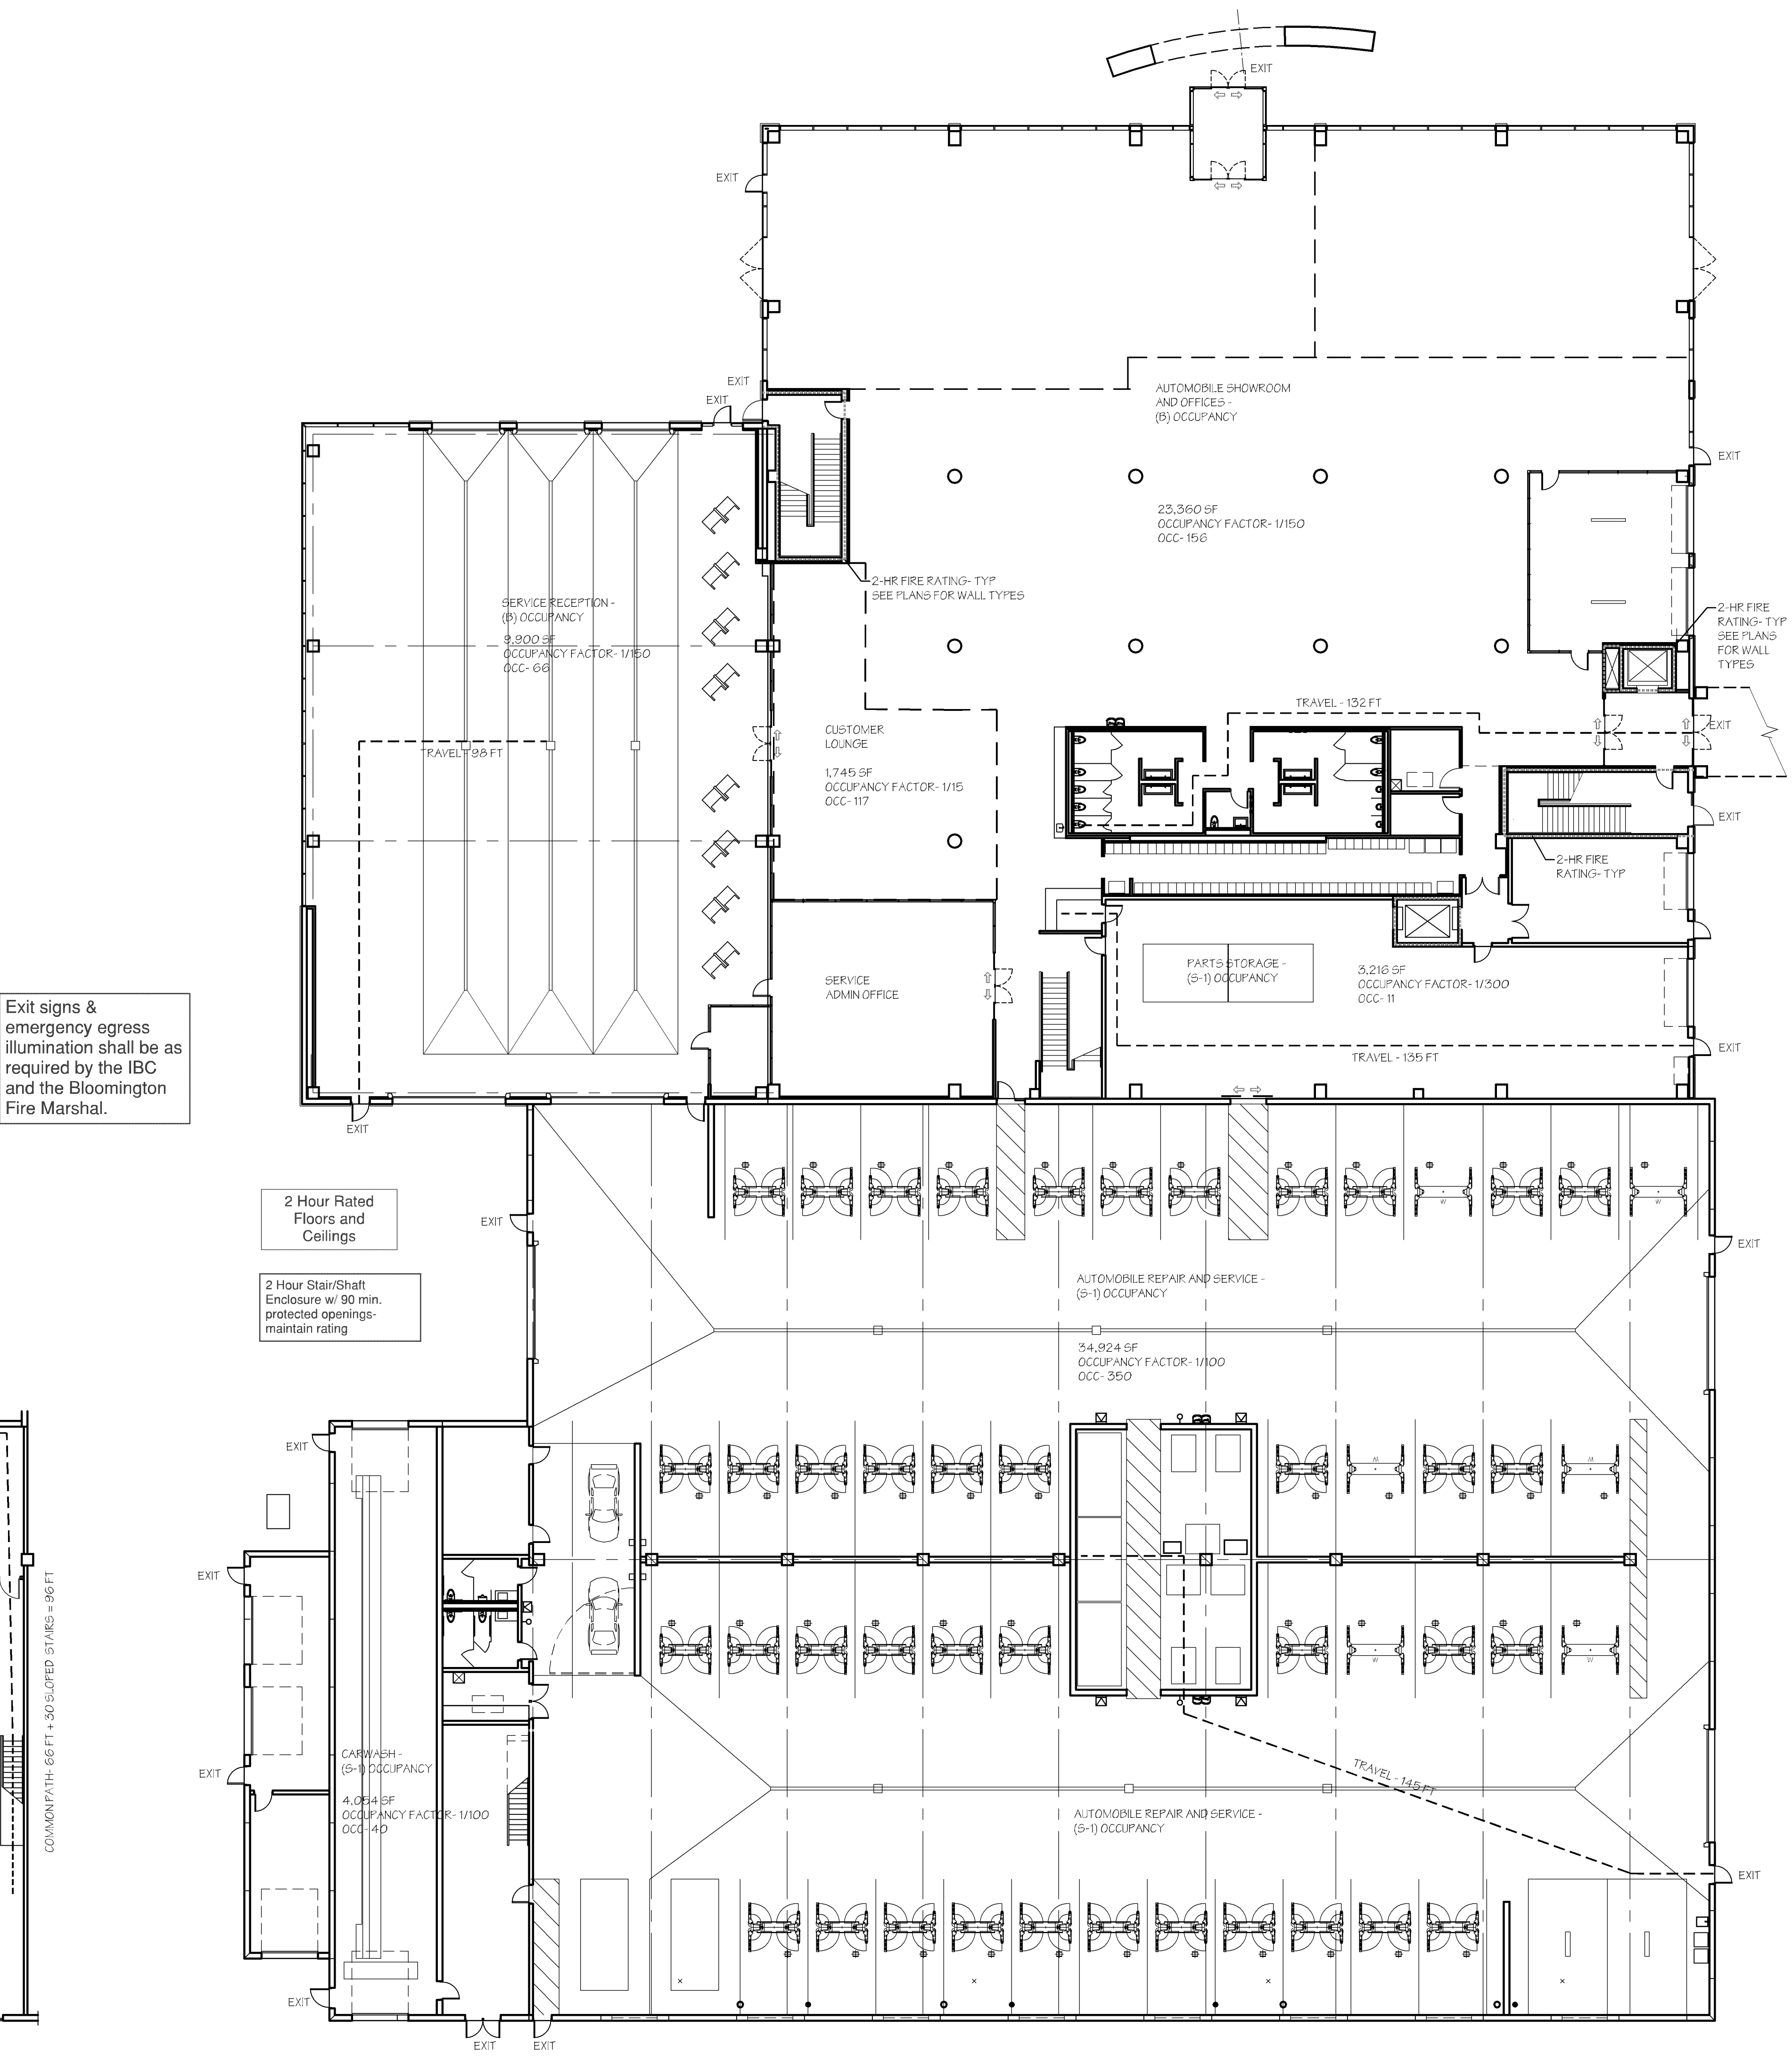 EXIT
EXIT
EXIT
EXIT
AUTOMOBILE SHOWROOM
AND OFFICES -
(B) OCCUPANCY
EXIT
23,360 SF
OCCUPANCY FACTOR- 1/150
OCC- 156
2-HR FIRE RATING- TYP
SEE PLANS FOR WALL TYPES
SERVICE RECEPTION -
(B) OCCUPANCY
9,900 SF
OCCUPANCY FACTOR- 1/150
OCC- 66
2-HR FIRE
RATING- TYP
SEE PLANS
FOR WALL
TYPES
TRAVEL - 132 FT
EXIT
CUSTOMER
LOUNGE
1,745 SF
OCCUPANCY FACTOR- 1/15
OCC- 117
TRAVEL - 98 FT
EXIT
2-HR FIRE
RATING- TYP
PARTS STORAGE -
(S-1) OCCUPANCY
3,216 SF
OCCUPANCY FACTOR- 1/300
OCC- 11
SERVICE
ADMIN OFFICE
TRAVEL - 135 FT
EXIT
Exit signs &
emergency egress
illumination shall be as
required by the IBC
and the Bloomington
Fire Marshal.
EXIT
2 Hour Rated
Floors and
Ceilings
EXIT
EXIT
2 Hour Stair/Shaft
Enclosure w/ 90 min.
protected openings-
maintain rating
AUTOMOBILE REPAIR AND SERVICE -
(S-1) OCCUPANCY
34,924 SF
OCCUPANCY FACTOR- 1/100
OCC- 350
EXIT
EXIT
COMMON PATH- 66 FT + 30 SLOPED STAIRS = 96 FT
EXIT
CARWASH -
(S-1) OCCUPANCY
4,054 SF
OCCUPANCY FACTOR- 1/100
OCC- 40
TRAVEL - 145 FT
AUTOMOBILE REPAIR AND SERVICE -
(S-1) OCCUPANCY
EXIT
EXIT
EXIT
EXIT